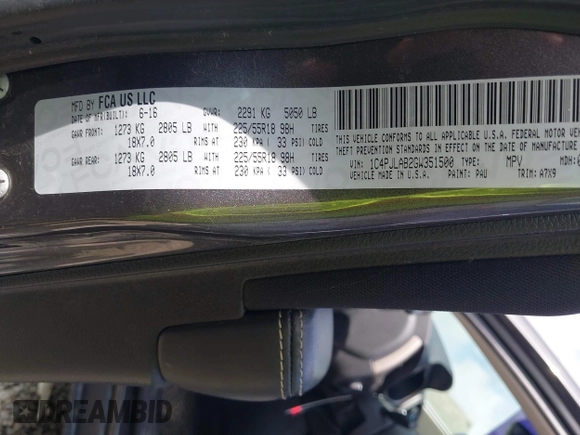 MFD BY FCA US LLC
DATE OF MFR(BUILT): 6-16 GVWR: 2291 KG 5050 LB
GAWR FRONT: 1273 KG 2805 LB WITH 225/55R18 98H TIRES
18X7.0 RIMS AT 230 KPA ( 33 PSI) COLD
GAWR REAR: 1273 KG 2805 LB WITH 225/55R18 98H TIRES
18X7.0 RIMS AT 230 KPA ( 33 PSI) COLD
THIS VEHICLE CONFORMS TO ALL APPLICABLE U.S.A. FEDERAL MOTOR
THEFT PREVENTION STANDARDS IN EFFECT ON THE DATE OF
VIN: 1C4PJLAB2GW351500 TYPE: MPV MDH:
VEHICLE MADE IN U.S.A. PAINT: PAU TRIM: A7X9
DREAMBID